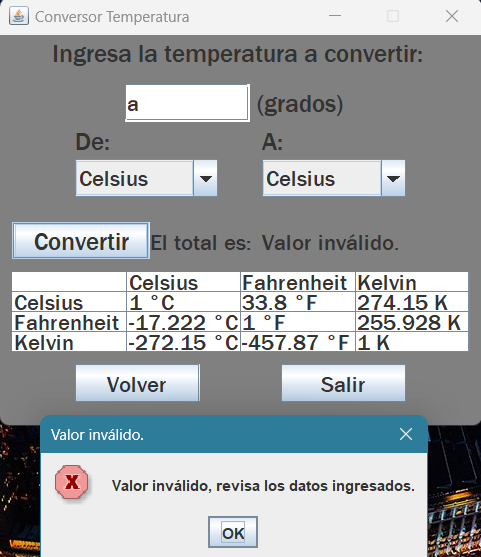 Conversor Temperatura
Ingresa la temperatura a convertir:
a (grados)
De: A:
Celsius Celsius
Convertir El total es: Valor inválido.
Celsius Fahrenheit Kelvin
Celsius 1 °C 33.8 °F 274.15 K
Fahrenheit -17.222 °C 1 °F 255.928 K
Kelvin -272.15 °C -457.87 °F 1 K
Volver Salir
Valor inválido.
X
Valor inválido, revisa los datos ingresados.
OK